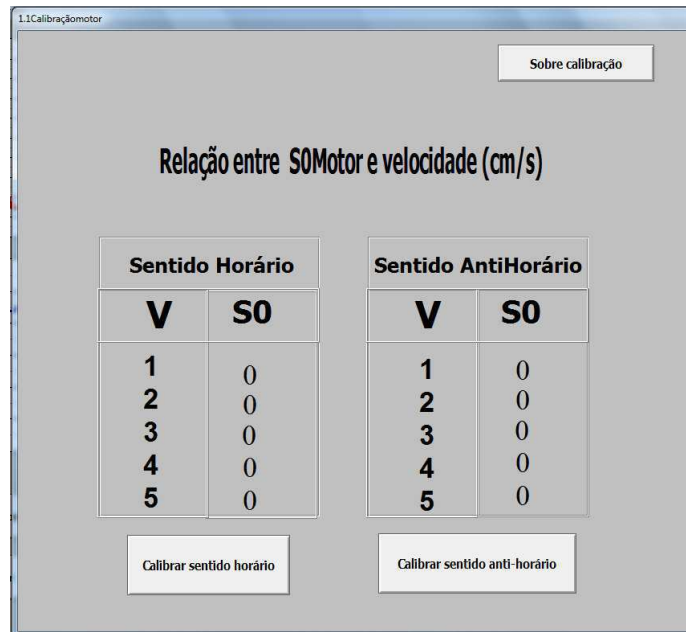 1.1Calibraçãomotor
Sobre calibração
Relação entre S0Motor e velocidade (cm/s)
Sentido Horário
V S0
1 0
2 0
3 0
4 0
5 0
Calibrar sentido horário
Sentido AntiHorário
V S0
1 0
2 0
3 0
4 0
5 0
Calibrar sentido anti-horário